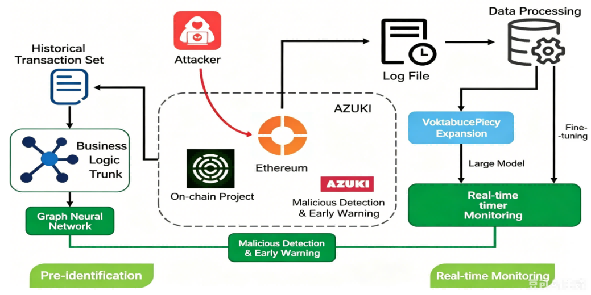 Data Processing
Historical
Transaction Set
Attacker
Log File
AZUKI
Voktabucepiecy
Expansion
Fine-
-tuning
Business
Logic
Trunk
Ethereum
Large Model
On-chain Project
AZUKI
Malicious Detection
& Early Warning
Real-time
timer
Monitoring
Graph Neural
Network
Malicious Detection
& Early Warning
Pre-identification
Real-time Monitoring